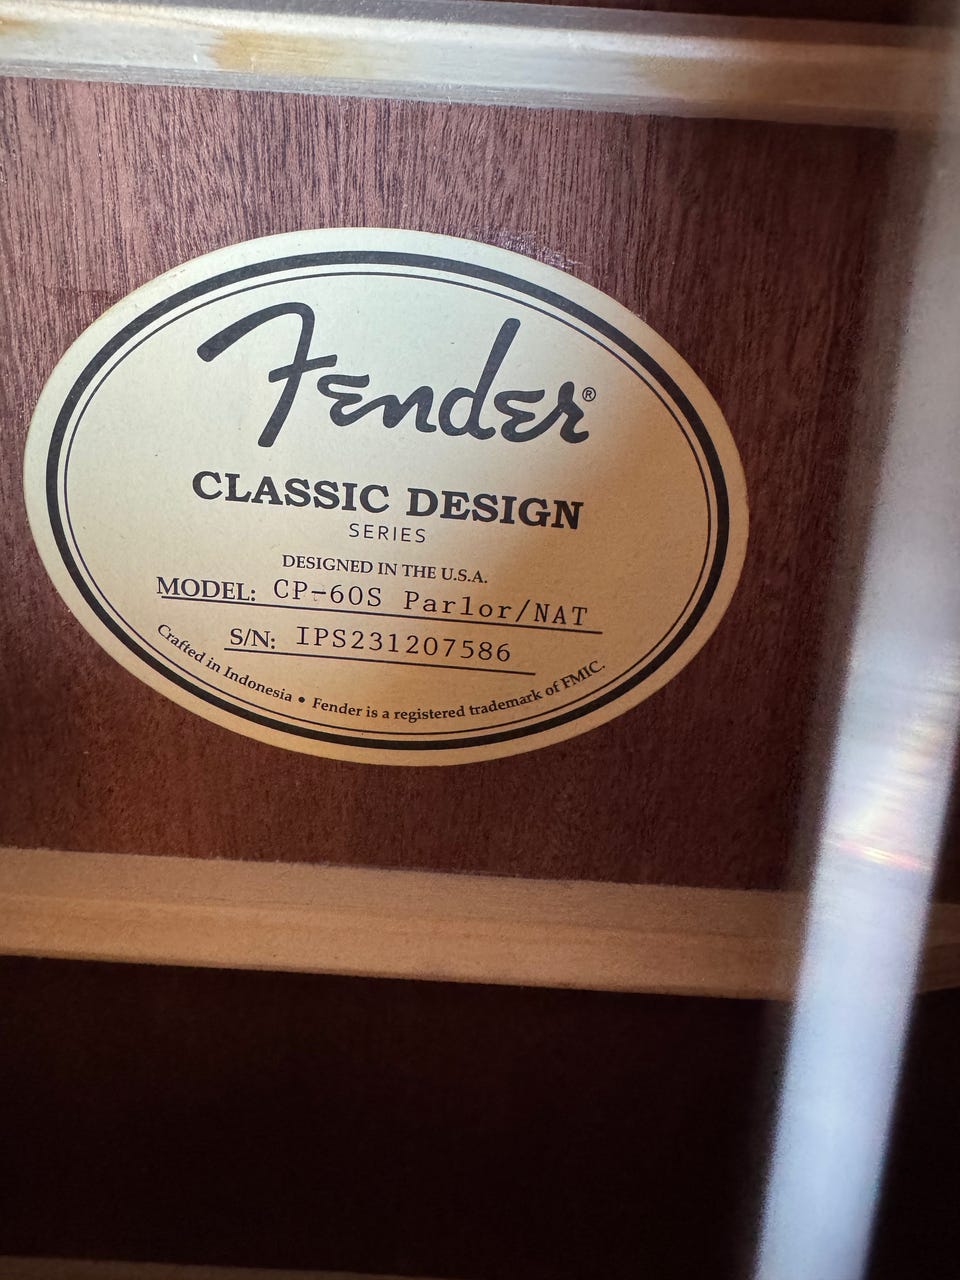 Fender®
CLASSIC DESIGN
SERIES
DESIGNED IN THE U.S.A.
MODEL: CP-60S Parlor/NAT
S/N: IPS231207586
Crafted in Indonesia • Fender is a registered trademark of FMIC.